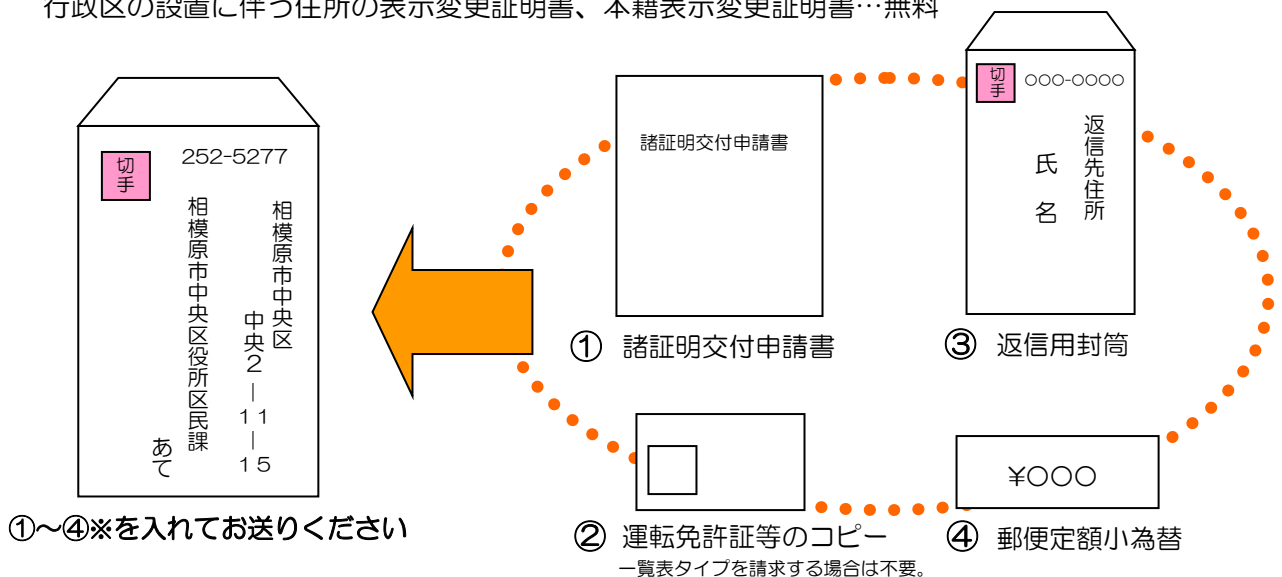 行政区の設置に伴う住所の表示変更証明書、本籍表示変更証明書…無料
切手
252-5277
相模原市中央区
中央2―11―15
相模原市中央区役所区民課
あて
①～④※を入れてお送りください
諸証明交付申請書
① 諸証明交付申請書
切手
○○○-○○○○
返信先住所
氏名
③ 返信用封筒
② 運転免許証等のコピー
一覧表タイプを請求する場合は不要。
¥○○○
④ 郵便定額小為替